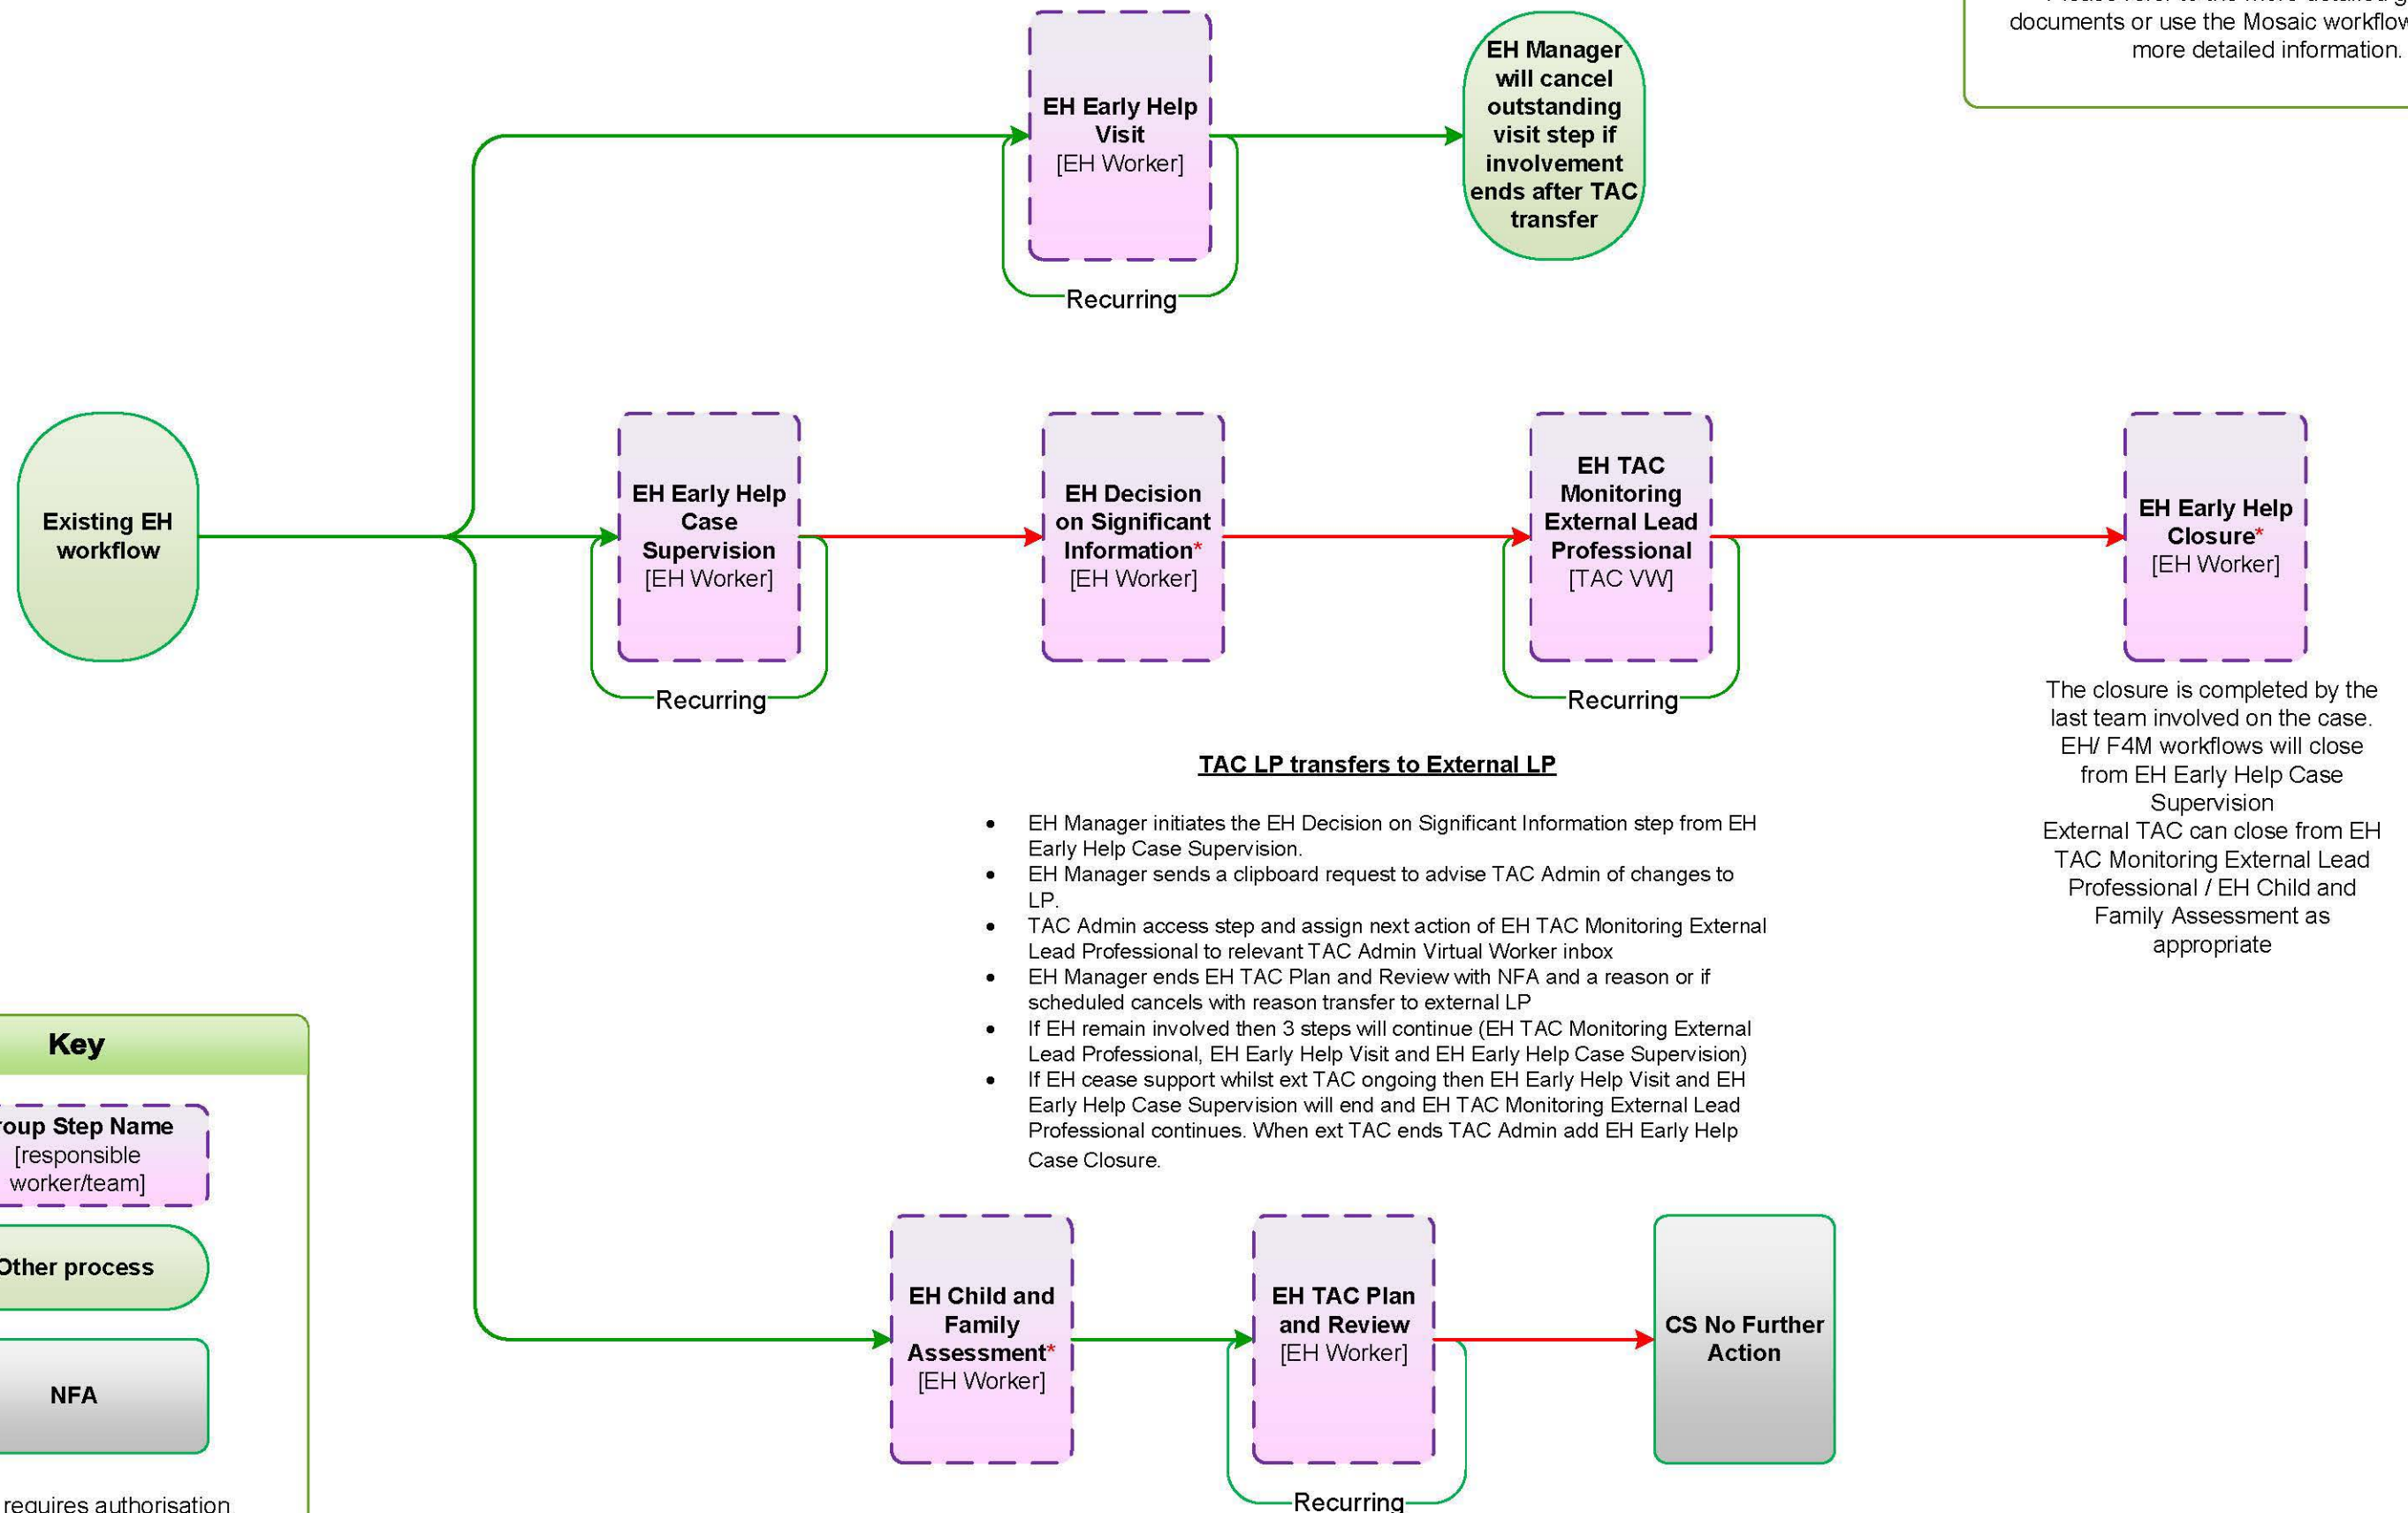 documents or use the Mosaic workflow
more detailed information.
EH Early Help
Visit
[EH Worker]
Recurring
EH Manager
will cancel
outstanding
visit step if
involvement
ends after TAC
transfer
Existing EH
workflow
EH Early Help
Case
Supervision
[EH Worker]
Recurring
EH Decision
on Significant
Information*
[EH Worker]
EH TAC
Monitoring
External Lead
Professional
[TAC VW]
Recurring
EH Early Help
Closure*
[EH Worker]
The closure is completed by the
last team involved on the case.
EH/ F4M workflows will close
from EH Early Help Case
Supervision
External TAC can close from EH
TAC Monitoring External Lead
Professional / EH Child and
Family Assessment as
appropriate
TAC LP transfers to External LP
• EH Manager initiates the EH Decision on Significant Information step from EH
Early Help Case Supervision.
• EH Manager sends a clipboard request to advise TAC Admin of changes to
LP.
• TAC Admin access step and assign next action of EH TAC Monitoring External
Lead Professional to relevant TAC Admin Virtual Worker inbox
• EH Manager ends EH TAC Plan and Review with NFA and a reason or if
scheduled cancels with reason transfer to external LP
• If EH remain involved then 3 steps will continue (EH TAC Monitoring External
Lead Professional, EH Early Help Visit and EH Early Help Case Supervision)
• If EH cease support whilst ext TAC ongoing then EH Early Help Visit and EH
Early Help Case Supervision will end and EH TAC Monitoring External Lead
Professional continues. When ext TAC ends TAC Admin add EH Early Help
Case Closure.
Key
roup Step Name
[responsible
worker/team]
Other process
NFA
requires authorisation
EH Child and
Family
Assessment*
[EH Worker]
EH TAC Plan
and Review
[EH Worker]
Recurring
CS No Further
Action